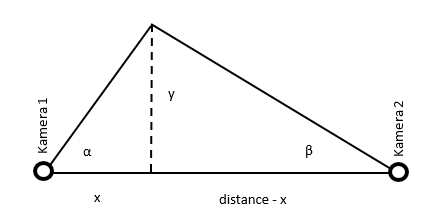 Kamera 1
Kamera 2
y
α
β
x
distance - x